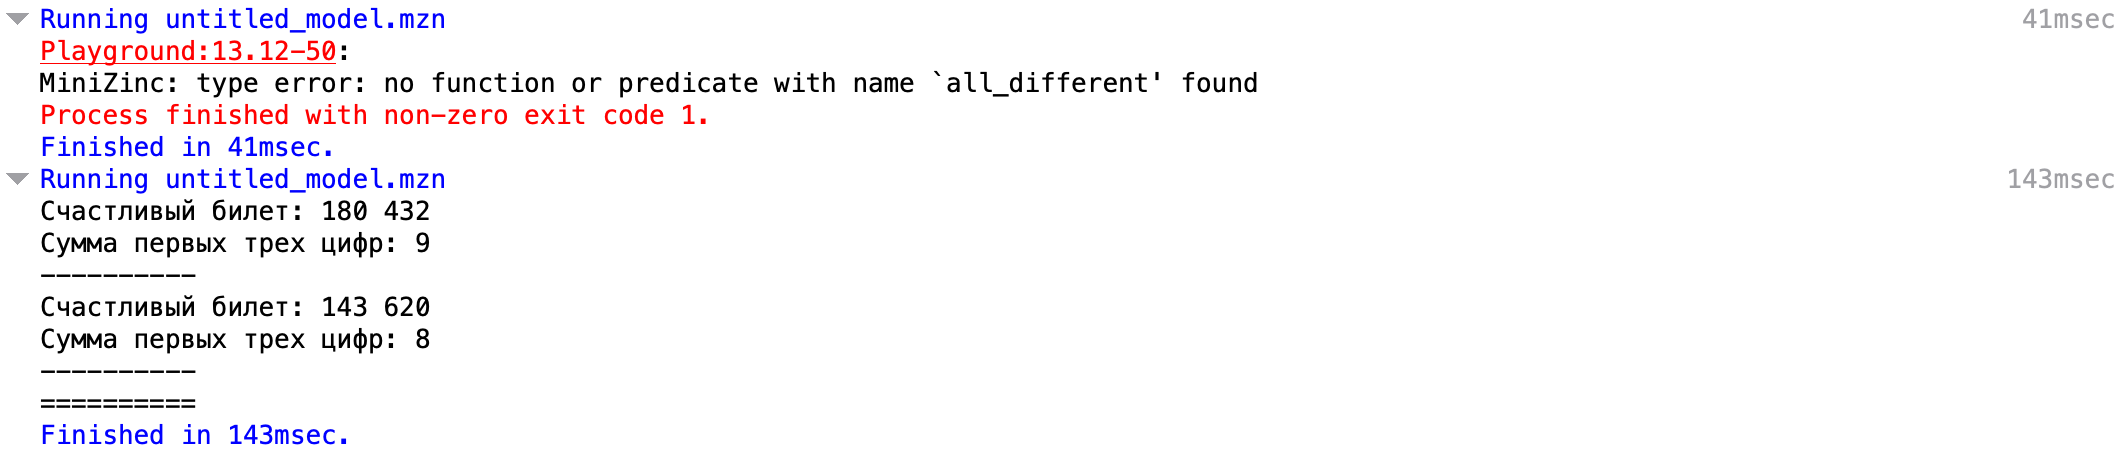 Running untitled_model.mzn 41msec
Playground:13.12-50:
MiniZinc: type error: no function or predicate with name `all_different' found
Process finished with non-zero exit code 1.
Finished in 41msec.
Running untitled_model.mzn 143msec
Счастливый билет: 180 432
Сумма первых трех цифр: 9
----------
Счастливый билет: 143 620
Сумма первых трех цифр: 8
----------
==========
Finished in 143msec.